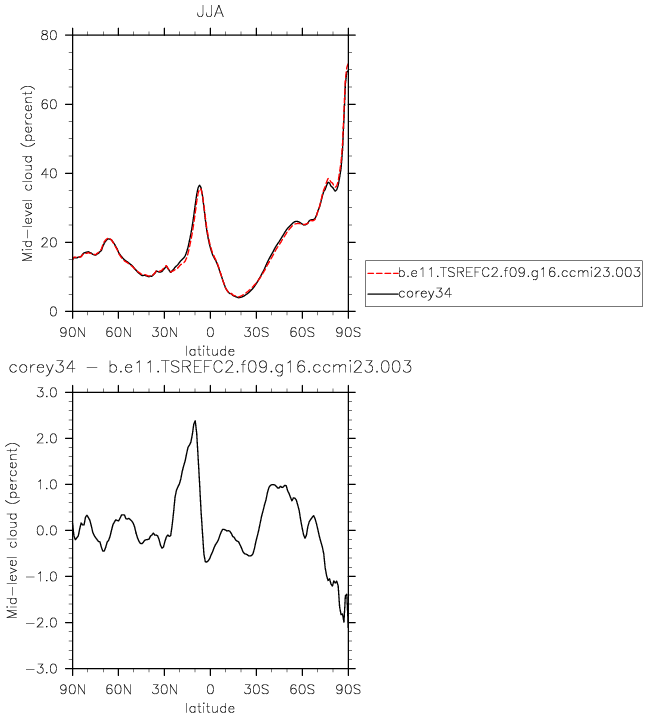 JJA
80
60
40
20
0
Mid-level cloud (percent)
90N 60N 30N 0 30S 60S 90S
latitude
b.e11.TSREFC2.f09.g16.ccmi23.003
corey34
corey34 - b.e11.TSREFC2.f09.g16.ccmi23.003
3.0
2.0
1.0
0.0
-1.0
-2.0
-3.0
Mid-level cloud (percent)
90N 60N 30N 0 30S 60S 90S
latitude